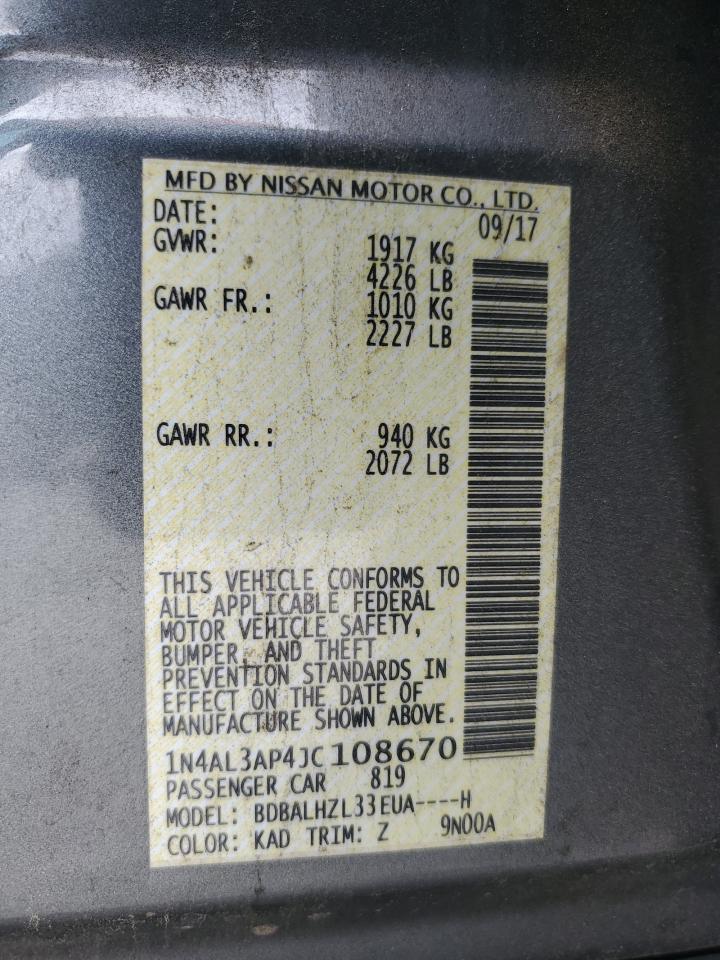 MFD BY NISSAN MOTOR CO., LTD.
DATE: 09/17
GVWR: 1917 KG
4226 LB
GAWR FR.: 1010 KG
2227 LB
GAWR RR.: 940 KG
2072 LB
THIS VEHICLE CONFORMS TO
ALL APPLICABLE FEDERAL
MOTOR VEHICLE SAFETY,
BUMPER, AND THEFT
PREVENTION STANDARDS IN
EFFECT ON THE DATE OF
MANUFACTURE SHOWN ABOVE.
1N4AL3AP4JC108670
PASSENGER CAR 819
MODEL: BDBALHZL33EUA----H
COLOR: KAD TRIM: Z 9N00A